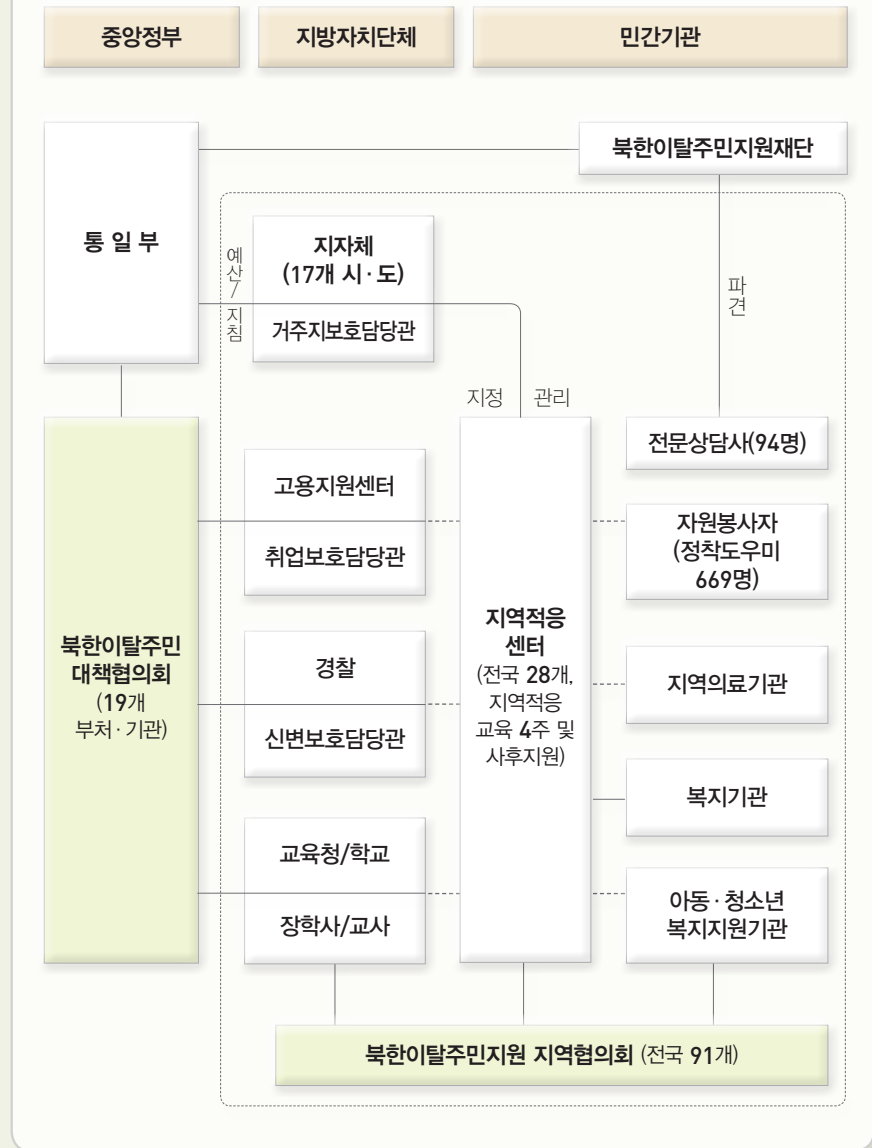 중앙정부
지방자치단체
민간기관
통 일 부
북한이탈주민지원재단
예산/지침
지자체
(17개 시·도)
거주지보호담당관
파견
지정 관리
북한이탈주민
대책협의회
(19개
부처·기관)
고용지원센터
취업보호담당관
경찰
신변보호담당관
교육청/학교
장학사/교사
지역적응
센터
(전국 28개,
지역적응
교육 4주 및
사후지원)
전문상담사(94명)
자원봉사자
(정착도우미
669명)
지역의료기관
복지기관
아동·청소년
복지지원기관
북한이탈주민지원 지역협의회 (전국 91개)